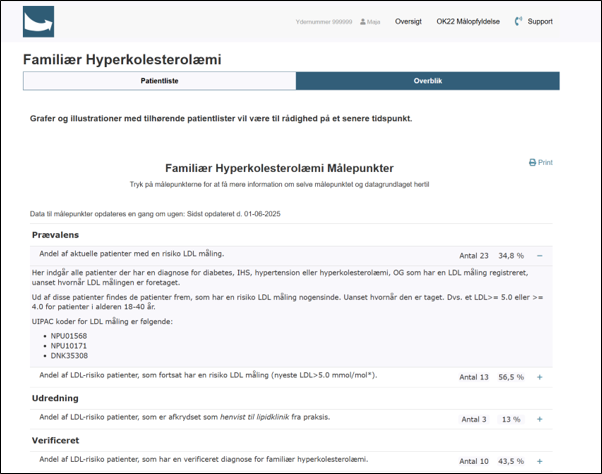 Ydernummer 999999 Maja Oversigt OK22 Målopfyldelse Support
Familiær Hyperkolesterolæmi
Patientliste Overblik
Grafer og illustrationer med tilhørende patientlister vil være til rådighed på et senere tidspunkt.
Print
Familiær Hyperkolesterolæmi Målepunkter
Tryk på målepunkterne for at få mere information om selve målepunktet og datagrundlaget hertil
Data til målepunkter opdateres en gang om ugen: Sidst opdateret d. 01-06-2025
Prævalens
Andel af aktuelle patienter med en risiko LDL måling. Antal 23 34,8 % −
Her indgår alle patienter der har en diagnose for diabetes, IHS, hypertension eller hyperkolesterolæmi, OG som har en LDL måling registreret,
uanset hvornår LDL målingen er foretaget.
Ud af disse patienter findes de patienter frem, som har en risiko LDL måling nogensinde. Uanset hvornår den er taget. Dvs. et LDL>= 5.0 eller >=
4.0 for patienter i alderen 18-40 år.
UIPAC koder for LDL måling er følgende:
• NPU01568
• NPU10171
• DNK35308
Andel af LDL-risiko patienter, som fortsat har en risiko LDL måling (nyeste LDL>5.0 mmol/mol*). Antal 13 56,5 % +
Udredning
Andel af LDL-risiko patienter, som er afkrydset som henvist til lipidklinik fra praksis. Antal 3 13 % +
Verificeret
Andel af LDL-risiko patienter, som har en verificeret diagnose for familiær hyperkolesterolæmi. Antal 10 43,5 % +